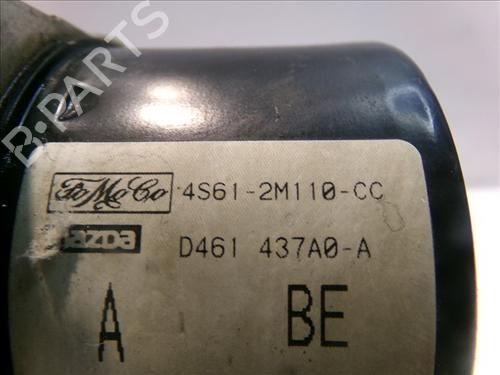 FoMoCo 4S61-2M110-CC
mazda D461 437A0-A
A BE
B-PARTS